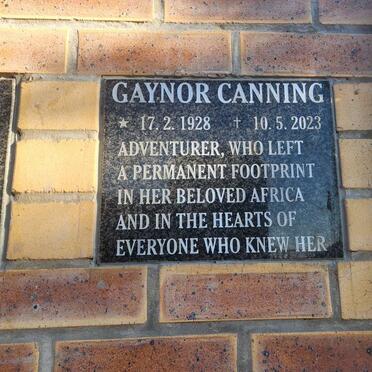 GAYNOR CANNING
★ 17. 2. 1928 † 10. 5. 2023
ADVENTURER, WHO LEFT
A PERMANENT FOOTPRINT
IN HER BELOVED AFRICA
AND IN THE HEARTS OF
EVERYONE WHO KNEW HER